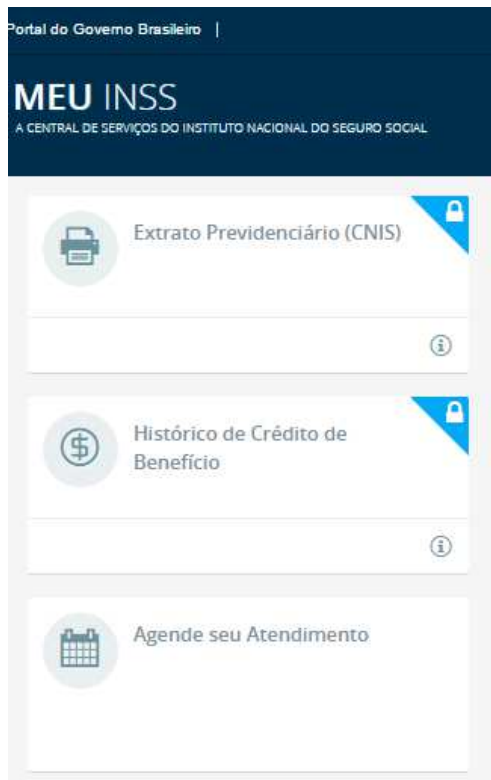 Portal do Governo Brasileiro |
MEU INSS
A CENTRAL DE SERVIÇOS DO INSTITUTO NACIONAL DO SEGURO SOCIAL
Extrato Previdenciário (CNIS)
Histórico de Crédito de
Benefício
Agende seu Atendimento